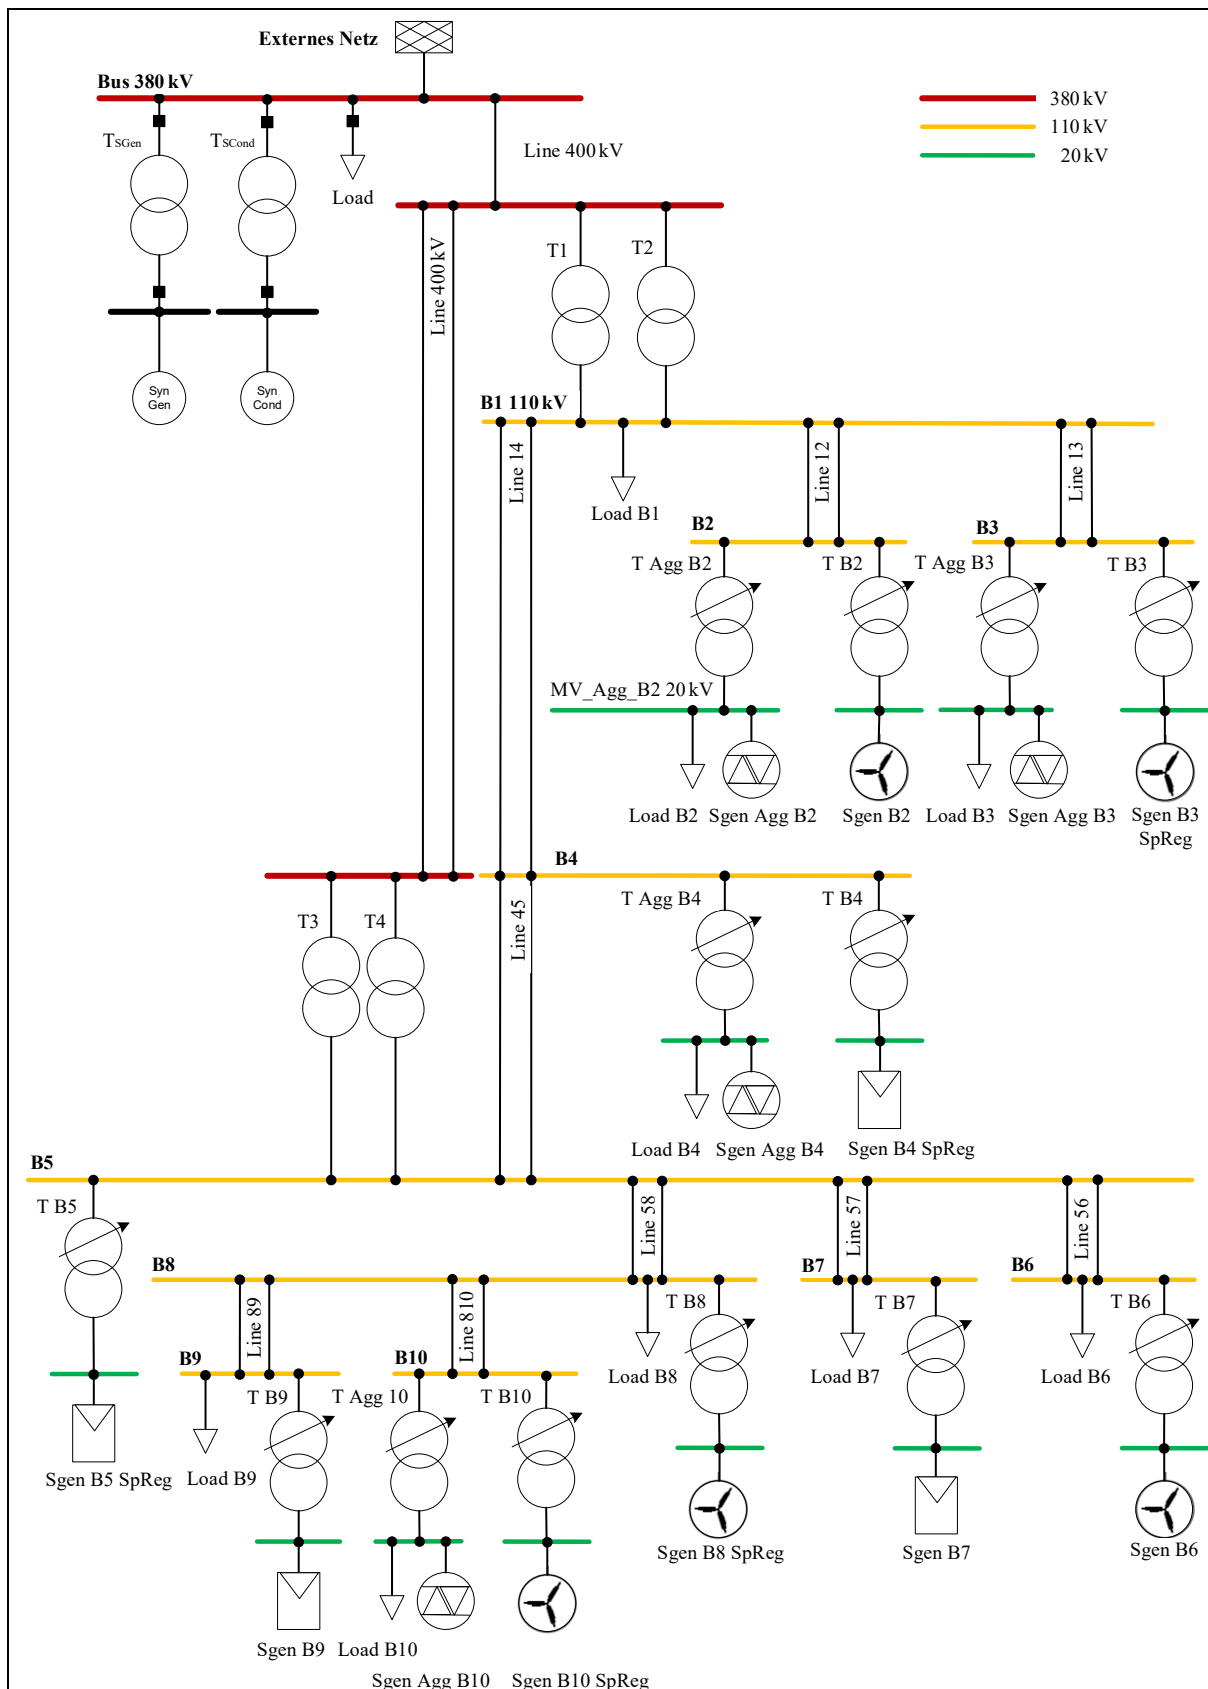 Externes Netz
Bus 380 kV
380 kV
110 kV
20 kV
TSGen
TSCond
Load
Line 400 kV
Line 400 kV
T1
T2
Syn
Gen
Syn
Cond
B1 110 kV
Line 14
Line 12
Line 13
Load B1
B2
B3
T Agg B2
T B2
T Agg B3
T B3
MV_Agg_B2 20 kV
Load B2
Sgen Agg B2
Sgen B2
Load B3
Sgen Agg B3
Sgen B3
SpReg
B4
T3
T4
Line 45
T Agg B4
T B4
Load B4
Sgen Agg B4
Sgen B4 SpReg
B5
T B5
Line 58
Line 57
Line 56
B8
B7
B6
Line 89
Line 810
T B8
T B7
T B6
B9
B10
Load B8
Load B7
Load B6
T B9
T Agg 10
T B10
Sgen B5 SpReg
Load B9
Sgen B8 SpReg
Sgen B7
Sgen B6
Sgen B9
Load B10
Sgen Agg B10
Sgen B10 SpReg